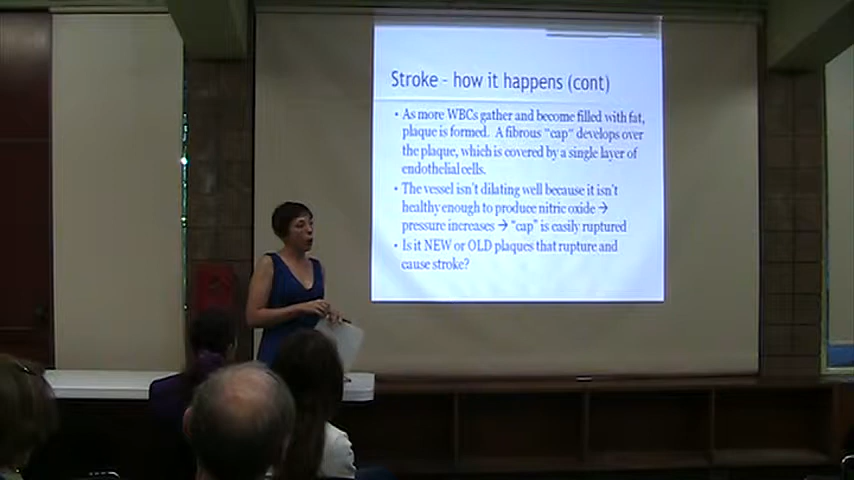 Stroke - how it happens (cont)
• As more WBCs gather and become filled with fat,
plaque is formed. A fibrous "cap" develops over
the plaque, which is covered by a single layer of
endothelial cells.
• The vessel isn't dilating well because it isn't
healthy enough to produce nitric oxide →
pressure increases → "cap" is easily ruptured
• Is it NEW or OLD plaques that rupture and
cause stroke?